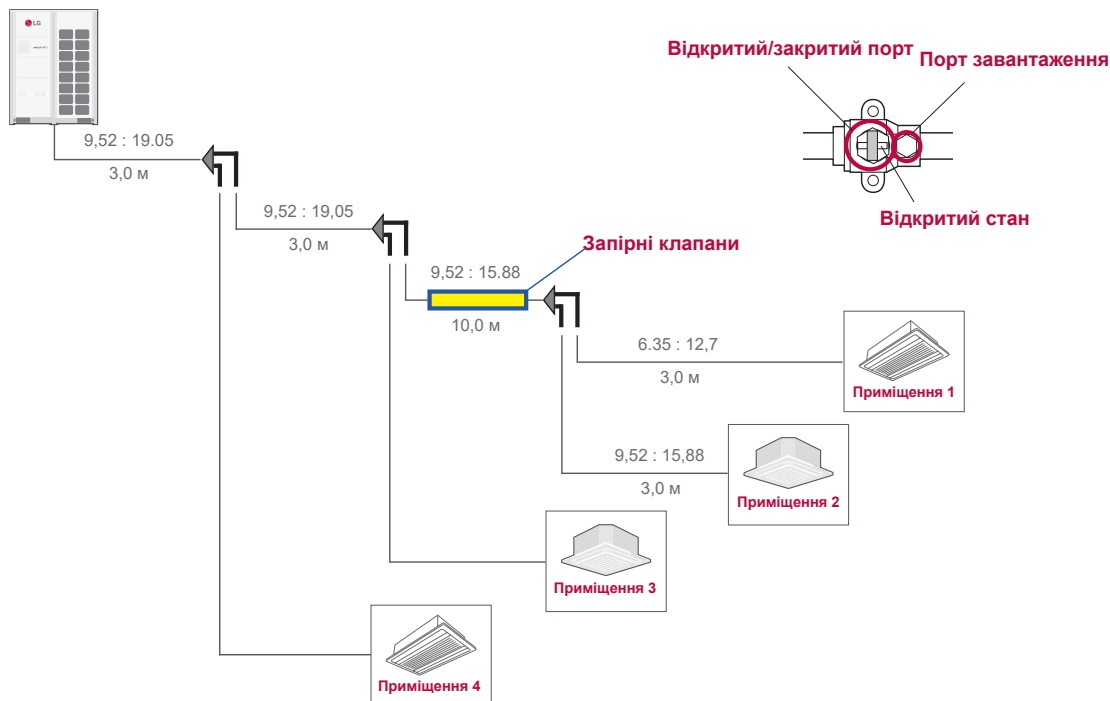 LG
Відкритий/закритий порт
Порт завантаження
Відкритий стан
9,52 : 19.05
3,0 м
9,52 : 19,05
3,0 м
Запірні клапани
9,52 : 15.88
10,0 м
6.35 : 12,7
3,0 м
Приміщення 1
9,52 : 15,88
3,0 м
Приміщення 2
Приміщення 3
Приміщення 4